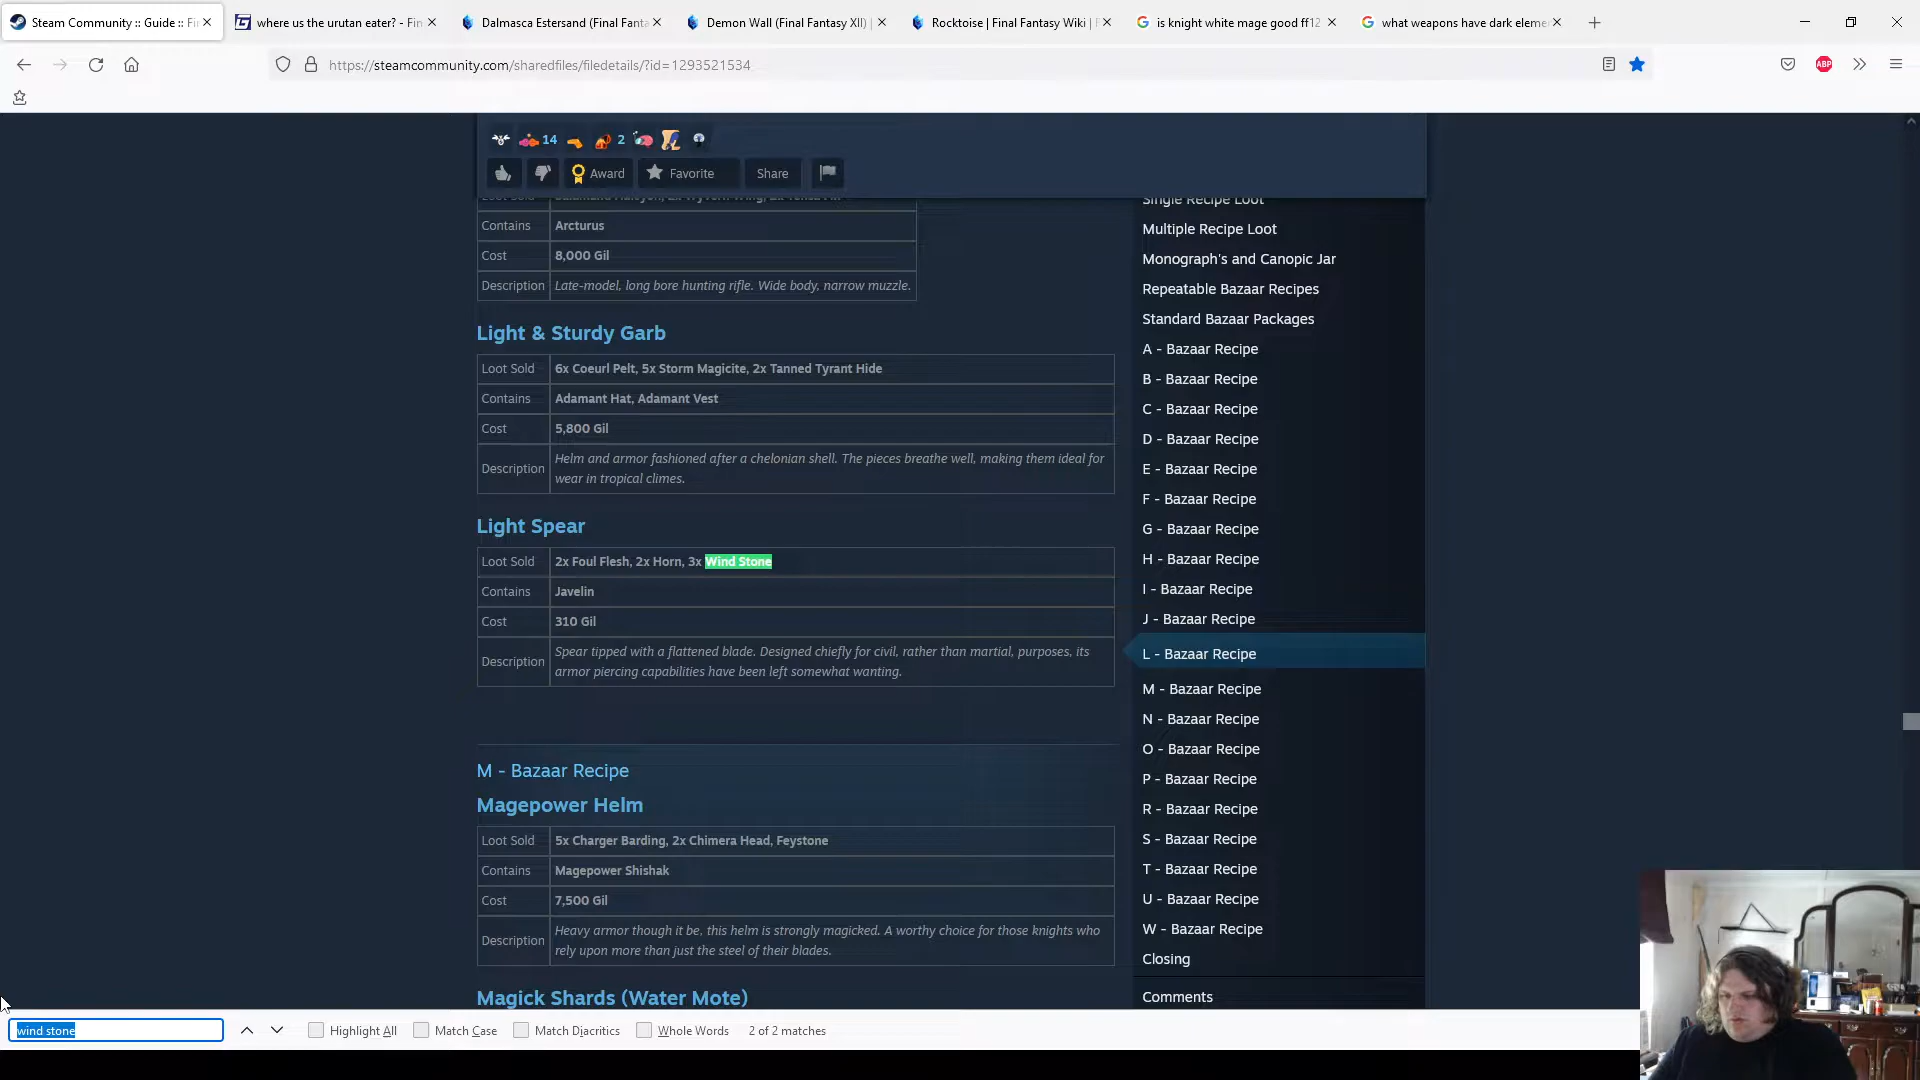 Steam Community :: Guide :: Fi
where us the urutan eater? - Fin
Dalmasca Estersand (Final Fanta
Demon Wall (Final Fantasy XII) |
Rocktoise | Final Fantasy Wiki | F
is knight white mage good ff12
what weapons have dark eleme
https://steamcommunity.com/sharedfiles/filedetails/?id=1293521534
ABP
14
2
Award
Favorite
Share
Contains
Arcturus
Cost
8,000 Gil
Description
Late-model, long bore hunting rifle. Wide body, narrow muzzle.
Light & Sturdy Garb
Loot Sold
6x Coeurl Pelt, 5x Storm Magicite, 2x Tanned Tyrant Hide
Contains
Adamant Hat, Adamant Vest
Cost
5,800 Gil
Description
Helm and armor fashioned after a chelonian shell. The pieces breathe well, making them ideal for
wear in tropical climes.
Light Spear
Loot Sold
2x Foul Flesh, 2x Horn, 3x Wind Stone
Contains
Javelin
Cost
310 Gil
Description
Spear tipped with a flattened blade. Designed chiefly for civil, rather than martial, purposes, its
armor piercing capabilities have been left somewhat wanting.
M - Bazaar Recipe
Magepower Helm
Loot Sold
5x Charger Barding, 2x Chimera Head, Feystone
Contains
Magepower Shishak
Cost
7,500 Gil
Description
Heavy armor though it be, this helm is strongly magicked. A worthy choice for those knights who
rely upon more than just the steel of their blades.
Magick Shards (Water Mote)
Single Recipe Loot
Multiple Recipe Loot
Monograph's and Canopic Jar
Repeatable Bazaar Recipes
Standard Bazaar Packages
A - Bazaar Recipe
B - Bazaar Recipe
C - Bazaar Recipe
D - Bazaar Recipe
E - Bazaar Recipe
F - Bazaar Recipe
G - Bazaar Recipe
H - Bazaar Recipe
I - Bazaar Recipe
J - Bazaar Recipe
L - Bazaar Recipe
M - Bazaar Recipe
N - Bazaar Recipe
O - Bazaar Recipe
P - Bazaar Recipe
R - Bazaar Recipe
S - Bazaar Recipe
T - Bazaar Recipe
U - Bazaar Recipe
W - Bazaar Recipe
Closing
Comments
wind stone
Highlight All
Match Case
Match Diacritics
Whole Words
2 of 2 matches